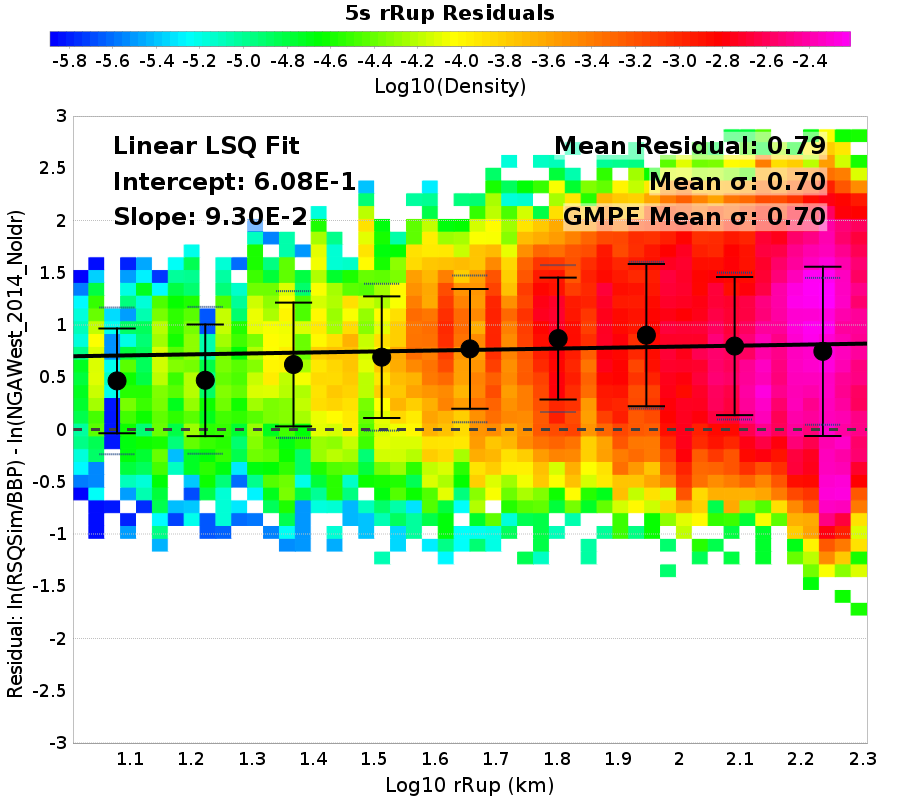 5s rRup Residuals
-5.8 -5.6 -5.4 -5.2 -5.0 -4.8 -4.6 -4.4 -4.2 -4.0 -3.8 -3.6 -3.4 -3.2 -3.0 -2.8 -2.6 -2.4
Log10(Density)
Linear LSQ Fit
Intercept: 6.08E-1
Slope: 9.30E-2
Mean Residual: 0.79
Mean σ: 0.70
GMPE Mean σ: 0.70
Residual: ln(RSQSim/BBP) - ln(NGAWest_2014_NoIdr)
3
2.5
2
1.5
1
0.5
0
-0.5
-1
-1.5
-2
-2.5
-3
1.1 1.2 1.3 1.4 1.5 1.6 1.7 1.8 1.9 2 2.1 2.2 2.3
Log10 rRup (km)